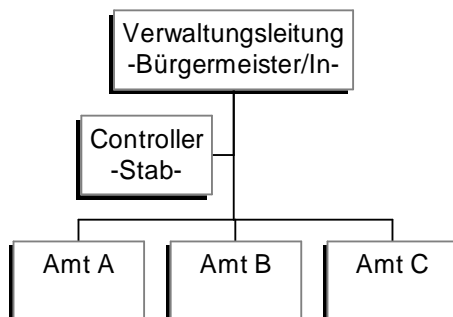 Verwaltungsleitung
-Bürgermeister/In-
Controller
-Stab-
Amt A
Amt B
Amt C